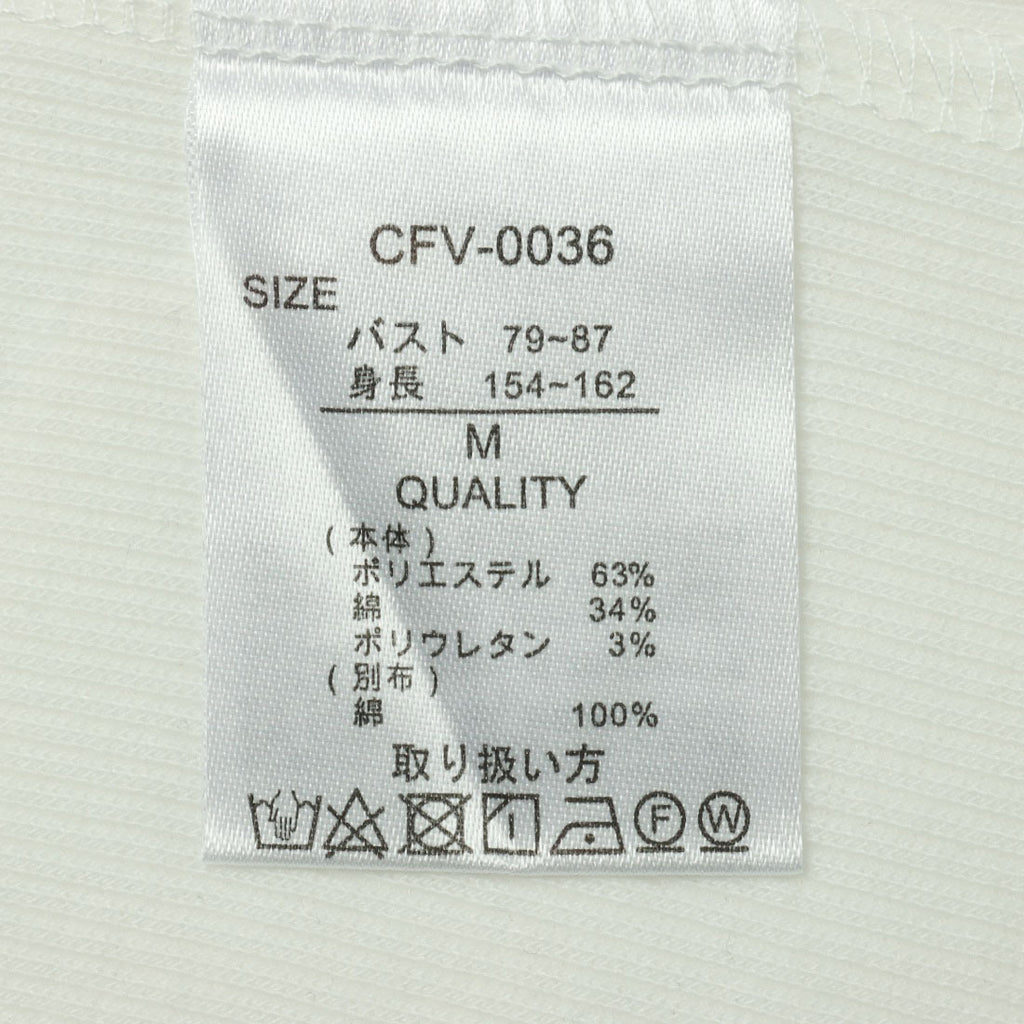 CFV-0036
SIZE
バスト 79~87
身長 154~162
M
QUALITY
(本体)
ポリエステル 63%
綿 34%
ポリウレタン 3%
(別布)
綿 100%
取り扱い方
F W